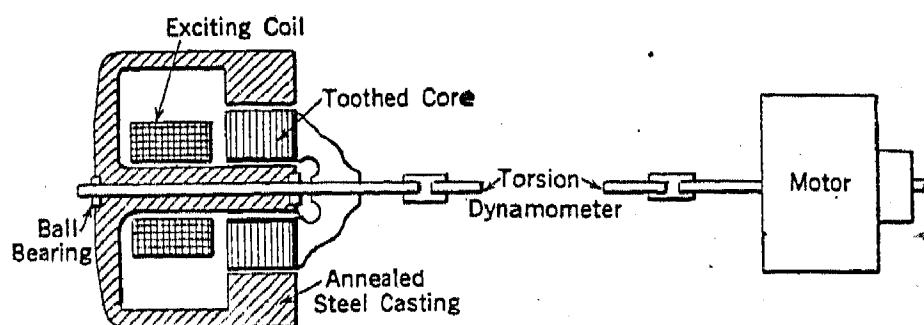 Exciting Coil
Toothed Core
Torsion
Dynamometer
Motor
Ball
Bearing
Annealed
Steel Casting